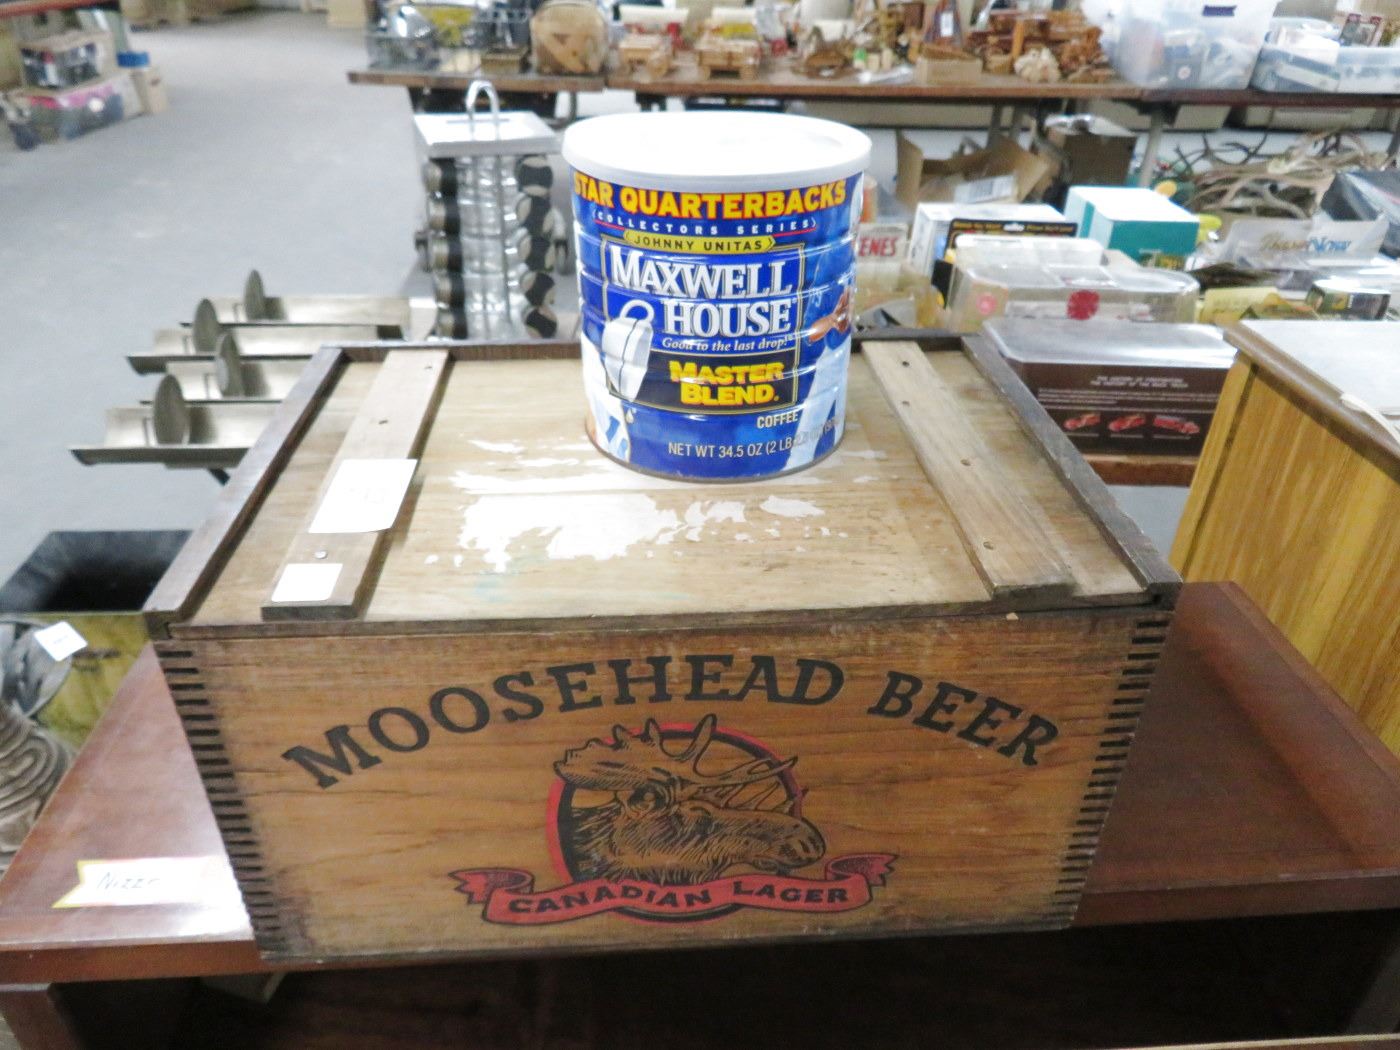 STAR QUARTERBACKS
COLLECTORS SERIES
JOHNNY UNITAS
MAXWELL
HOUSE
Good to the last drop!
MASTER
BLEND
COFFEE
NET WT 34.5 OZ (2 LB
MOOSEHEAD BEER
CANADIAN LAGER